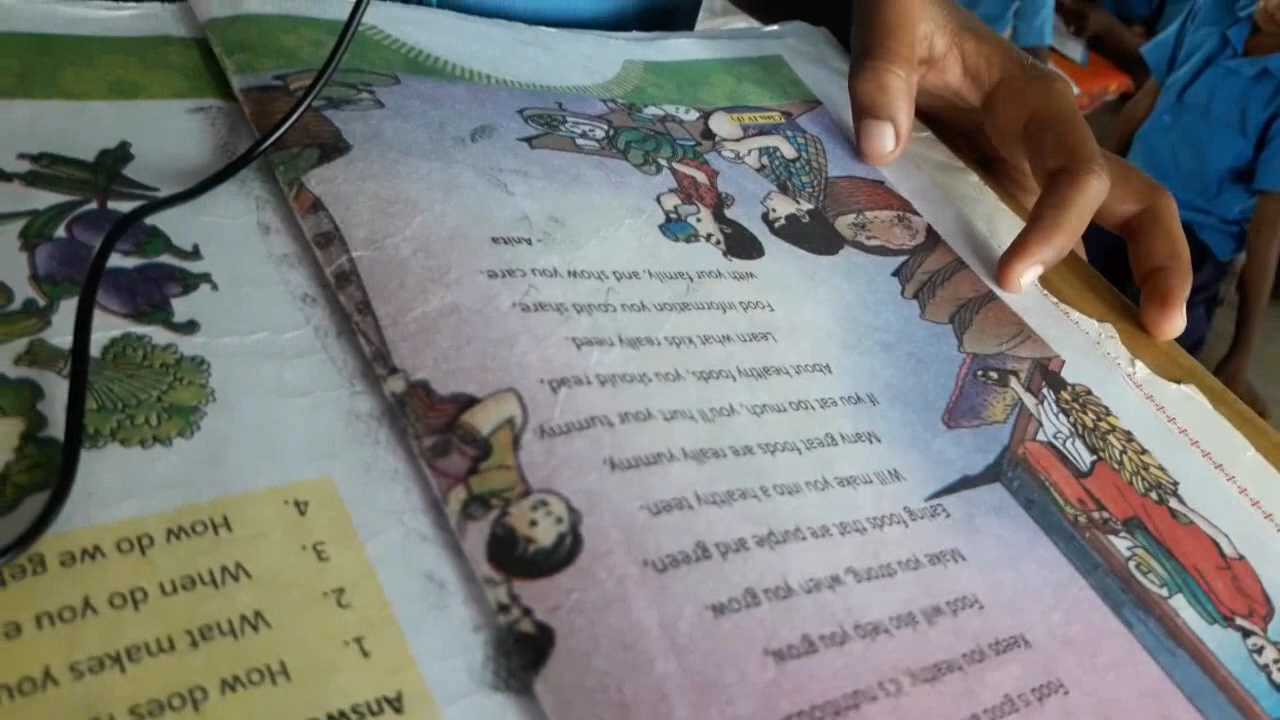 Food is good
Keeps you healthy, it's
Food will also help you grow,
Make you strong, when you grow.
Eating foods that are purple and green,
Will make you into a healthy teen.
Many great foods are really yummy,
If you eat too much, you'll hurt your tummy.
About healthy foods, you should read,
Learn what kids really need.
Food information you could share,
with your family, and show you care.
- Anita
1. How does
2. What makes you
3. When do you
4. How do we